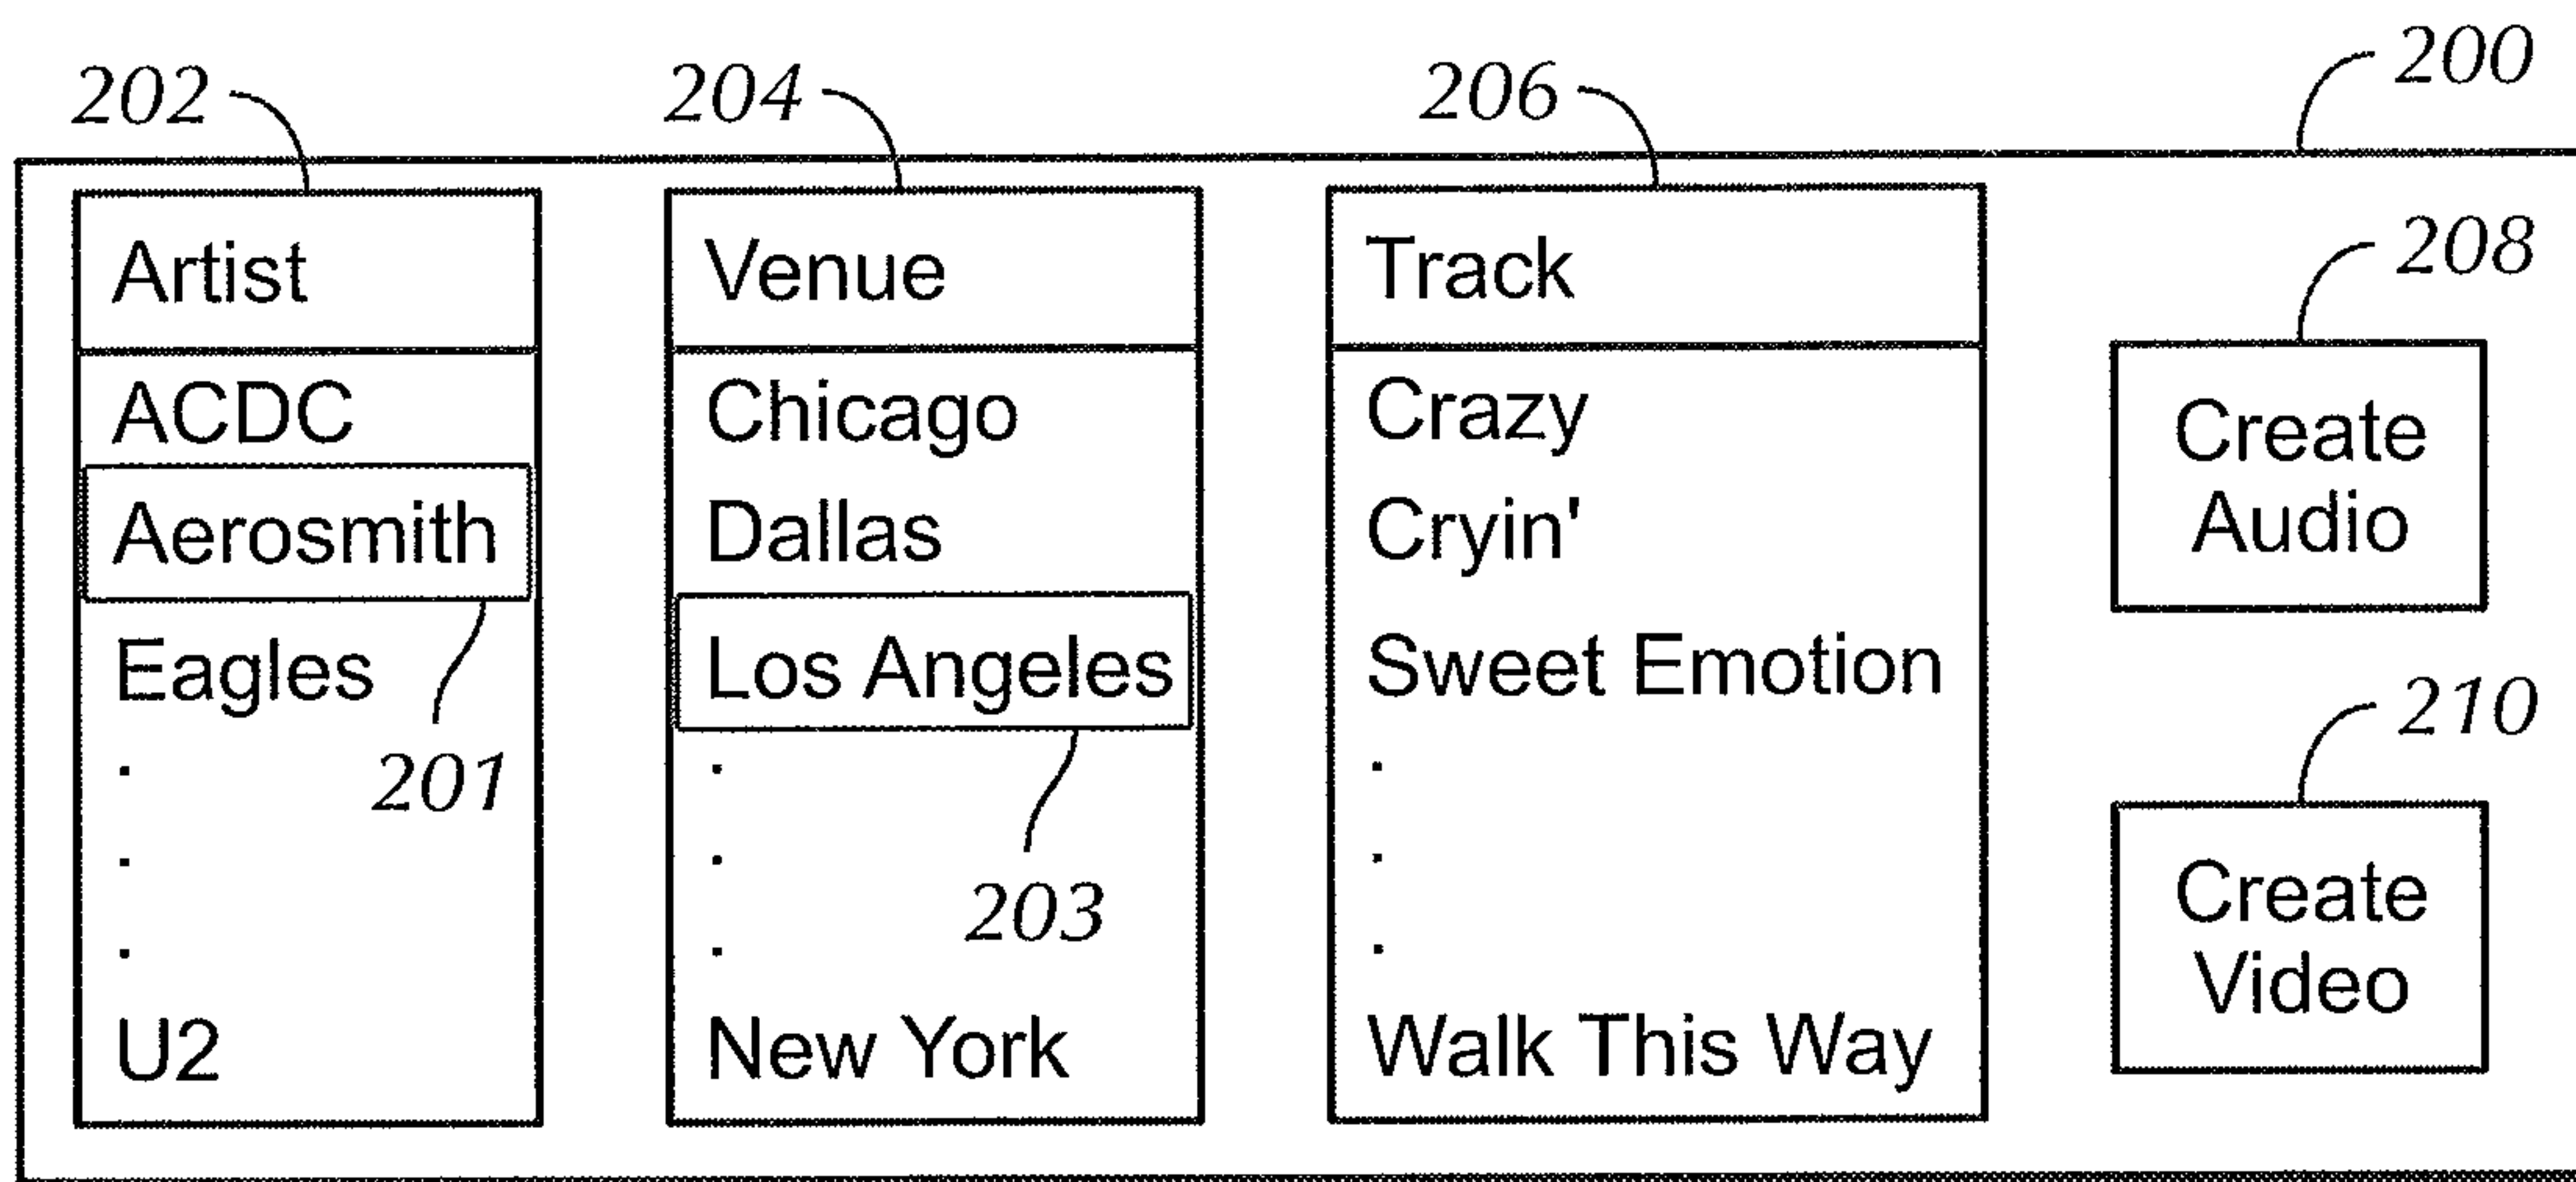 202
204
206
200
Artist
ACDC
Aerosmith
Eagles
.
.
.
U2
201
Venue
Chicago
Dallas
Los Angeles
.
.
.
New York
203
Track
Crazy
Cryin'
Sweet Emotion
.
.
.
Walk This Way
208
Create
Audio
210
Create
Video